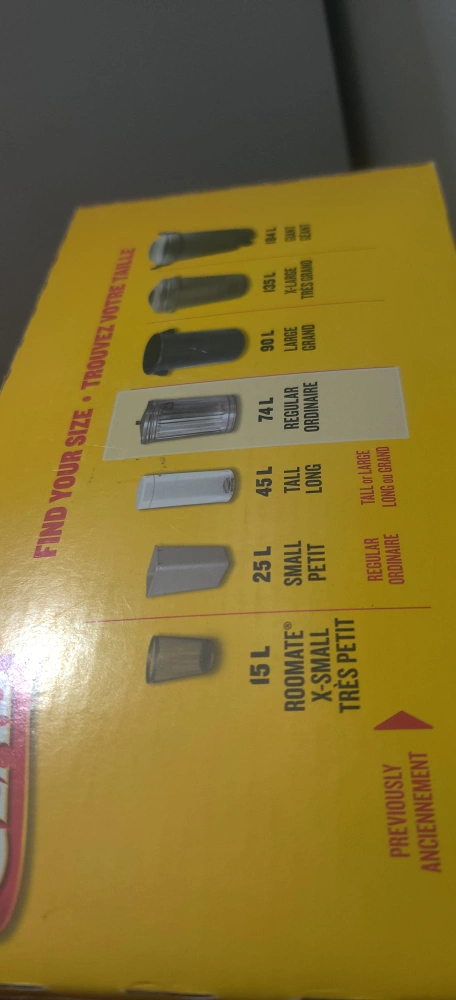 FIND YOUR SIZE • TROUVEZ VOTRE TAILLE
15 L
ROOMATE®
X-SMALL
TRÈS PETIT
25 L
SMALL
PETIT
45 L
TALL
LONG
74 L
REGULAR
ORDINAIRE
90 L
LARGE
GRAND
135 L
X-LARGE
TRÈS GRAND
184 L
GIANT
GÉANT
PREVIOUSLY
ANCIENNEMENT
REGULAR
ORDINAIRE
TALL or LARGE
LONG ou GRAND